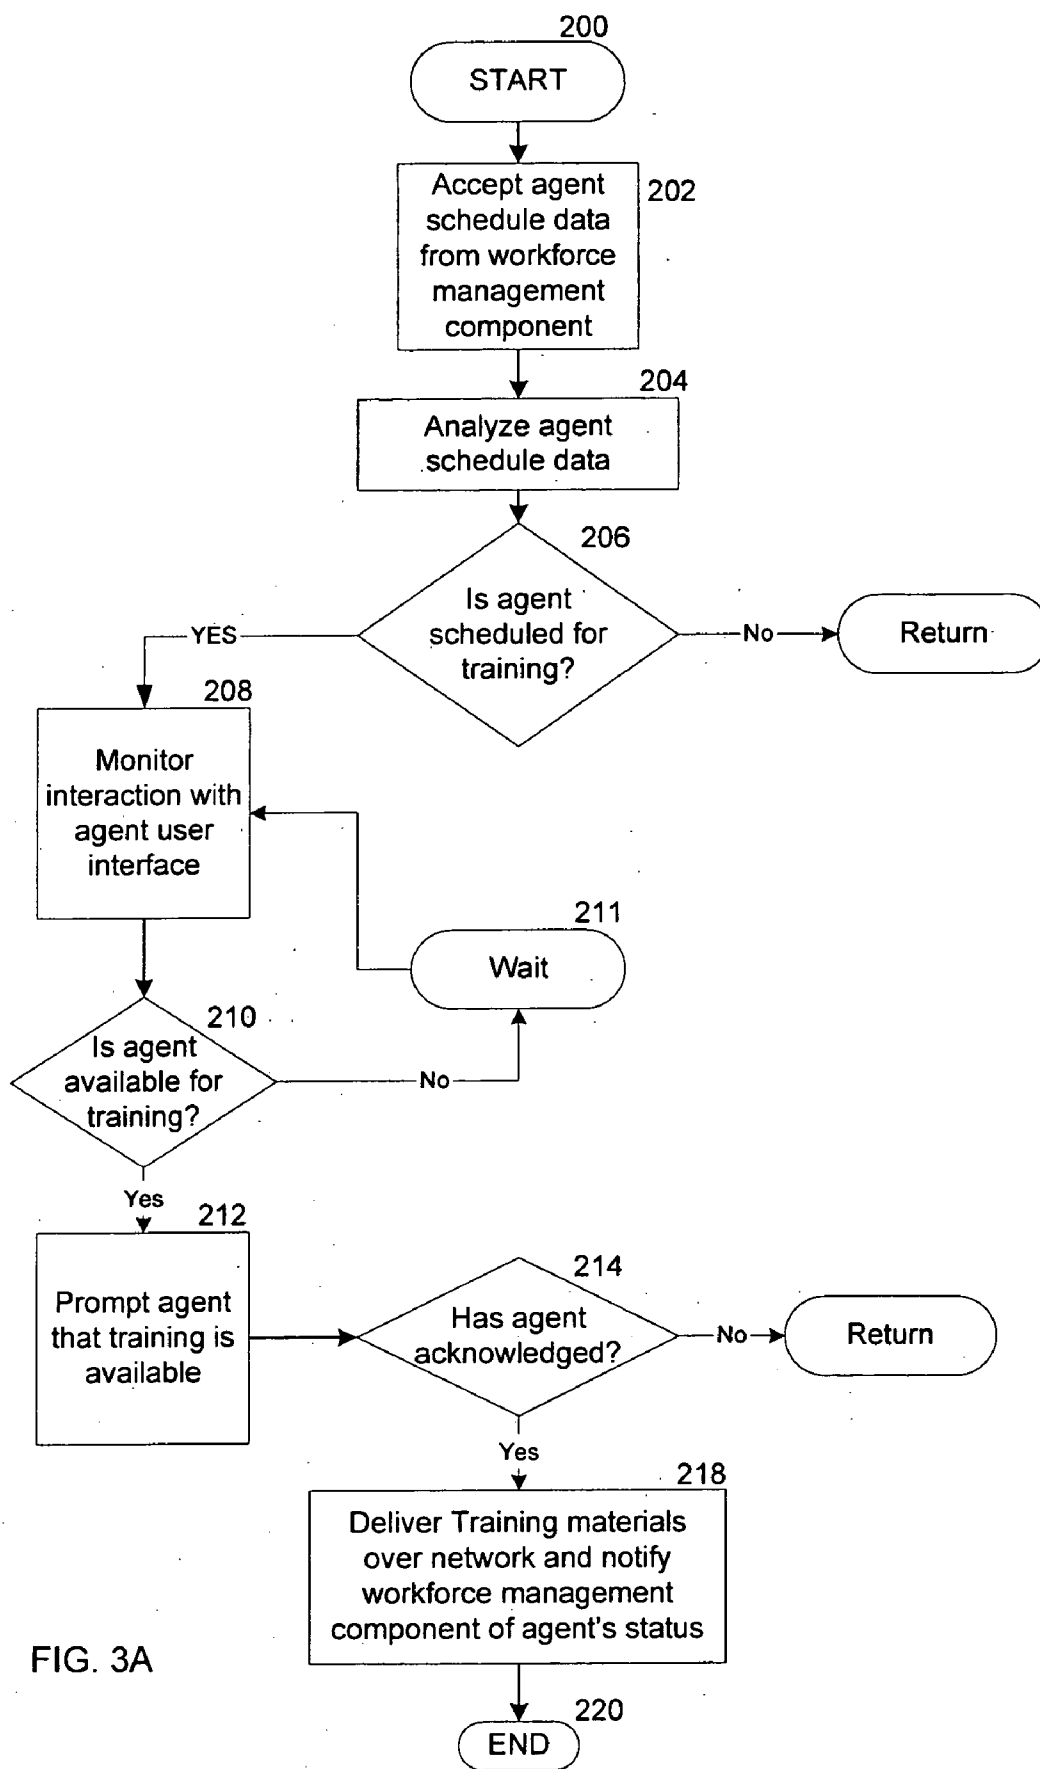 200
START
Accept agent
schedule data
from workforce
management
component
202
204
Analyze agent
schedule data
206
Is agent
scheduled for
training?
YES
No
Return
208
Monitor
interaction with
agent user
interface
211
Wait
210
Is agent
available for
training?
No
Yes
212
Prompt agent
that training is
available
214
Has agent
acknowledged?
No
Return
Yes
218
Deliver Training materials
over network and notify
workforce management
component of agent's status
FIG. 3A
220
END